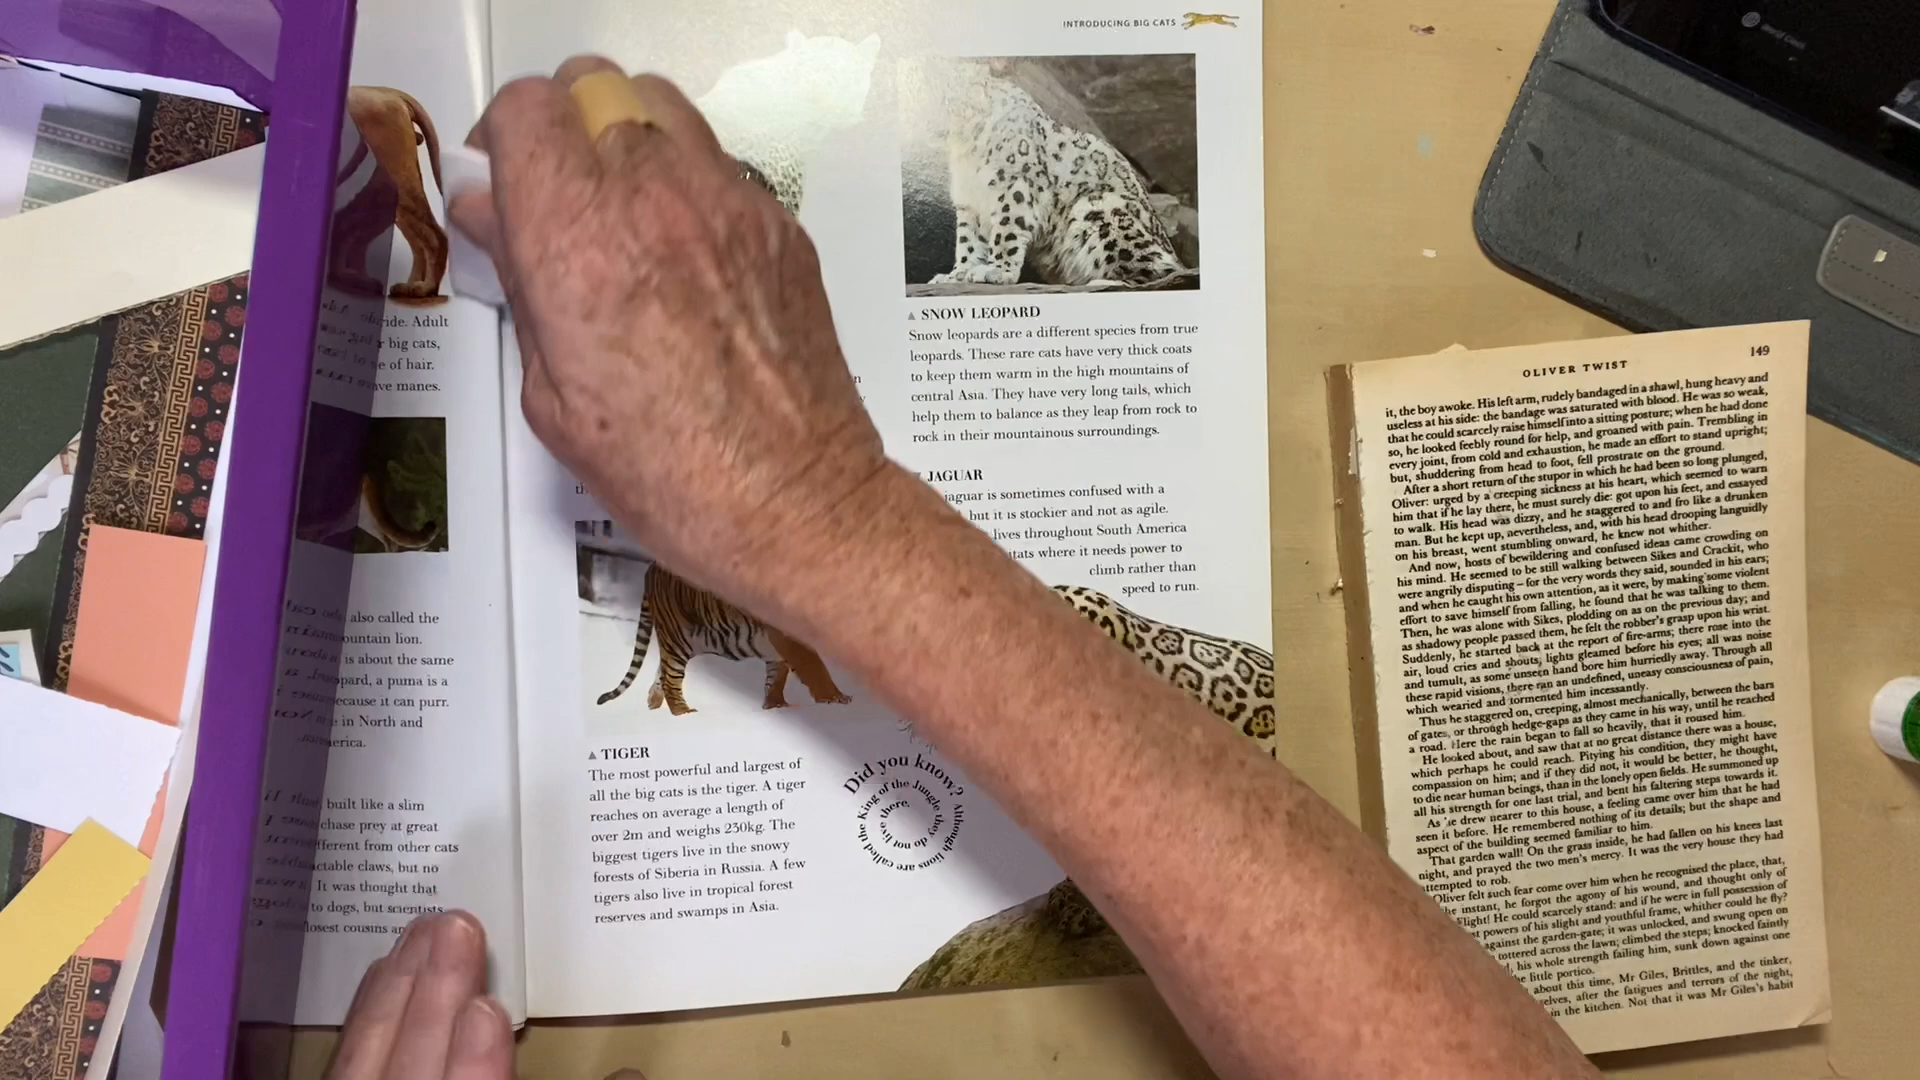 INTRODUCING BIG CATS
ride. Adult
big cats,
e of hair.
ave manes.
also called the
ountain lion.
is about the same
pard, a puma is a
ecause it can purr.
e in North and
erica.
built like a slim
chase prey at great
fferent from other cats
actable claws, but no
It was thought that
to dogs, but scientists
losest cousins ar
SNOW LEOPARD
Snow leopards are a different species from true
leopards. These rare cats have very thick coats
to keep them warm in the high mountains of
central Asia. They have very long tails, which
help them to balance as they leap from rock to
rock in their mountainous surroundings.
JAGUAR
jaguar is sometimes confused with a
but it is stockier and not as agile.
lives throughout South America
itats where it needs power to
climb rather than
speed to run.
TIGER
The most powerful and largest of
all the big cats is the tiger. A tiger
reaches on average a length of
over 2m and weighs 230kg. The
biggest tigers live in the snowy
forests of Siberia in Russia. A few
tigers also live in tropical forest
reserves and swamps in Asia.
Did you know? Although lions are called the King of the Jungle they do not live there.
OLIVER TWIST 149
it, the boy awoke. His left arm, rudely bandaged in a shawl, hung heavy and
useless at his side: the bandage was saturated with blood. He was so weak,
that he could scarcely raise himself into a sitting posture; when he had done
so, he looked feebly round for help, and groaned with pain. Trembling in
every joint, from cold and exhaustion, he made an effort to stand upright;
but, shuddering from head to foot, fell prostrate on the ground.
After a short return of the stupor in which he had been so long plunged,
Oliver: urged by a creeping sickness at his heart, which seemed to warn
him that if he lay there, he must surely die: got upon his feet, and essayed
to walk. His head was dizzy, and he staggered to and fro like a drunken
man. But he kept up, nevertheless, and, with his head drooping languidly
on his breast, went stumbling onward, he knew not whither.
And now, hosts of bewildering and confused ideas came crowding on
his mind. He seemed to be still walking between Sikes and Crackit, who
were angrily disputing – for the very words they said, sounded in his ears;
and when he caught his own attention, as it were, by making some violent
effort to save himself from falling, he found that he was talking to them.
Then, he was alone with Sikes, plodding on as on the previous day; and
as shadowy people passed them, he felt the robber's grasp upon his wrist.
Suddenly, he started back at the report of fire-arms; there rose into the
air, loud cries and shouts; lights gleamed before his eyes; all was noise
and tumult, as some unseen hand bore him hurriedly away. Through all
these rapid visions, there ran an undefined, uneasy consciousness of pain,
which wearied and tormented him incessantly.
Thus he staggered on, creeping, almost mechanically, between the bars
of gates, or through hedge-gaps as they came in his way, until he reached
a road. Here the rain began to fall so heavily, that it roused him.
He looked about, and saw that at no great distance there was a house,
which perhaps he could reach. Pitying his condition, they might have
compassion on him; and if they did not, it would be better, he thought,
to die near human beings, than in the lonely open fields. He summoned up
all his strength for one last trial, and bent his faltering steps towards it.
As he drew nearer to this house, a feeling came over him that he had
seen it before. He remembered nothing of its details; but the shape and
aspect of the building seemed familiar to him.
That garden wall! On the grass inside, he had fallen on his knees last
night, and prayed the two men's mercy. It was the very house they had
attempted to rob.
Oliver felt such fear come over him when he recognised the place, that,
he instant, he forgot the agony of his wound, and thought only of
Flight! He could scarcely stand: and if he were in full possession of
st powers of his slight and youthful frame, whither could he fly?
against the garden-gate; it was unlocked, and swung open on
tottered across the lawn; climbed the steps; knocked faintly
his whole strength failing him, sunk down against one
he little portico.
about this time, Mr Giles, Brittles, and the tinker,
selves, after the fatigues and terrors of the night,
in the kitchen. Not that it was Mr Giles's habit